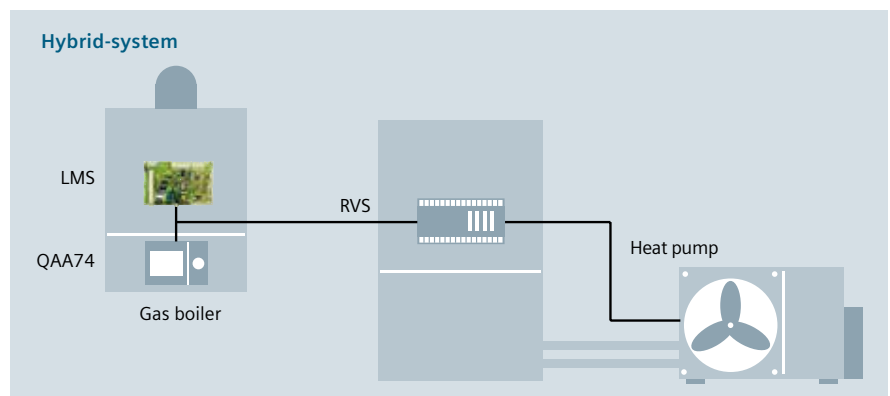 Hybrid-system
LMS
RVS
QAA74
Heat pump
Gas boiler